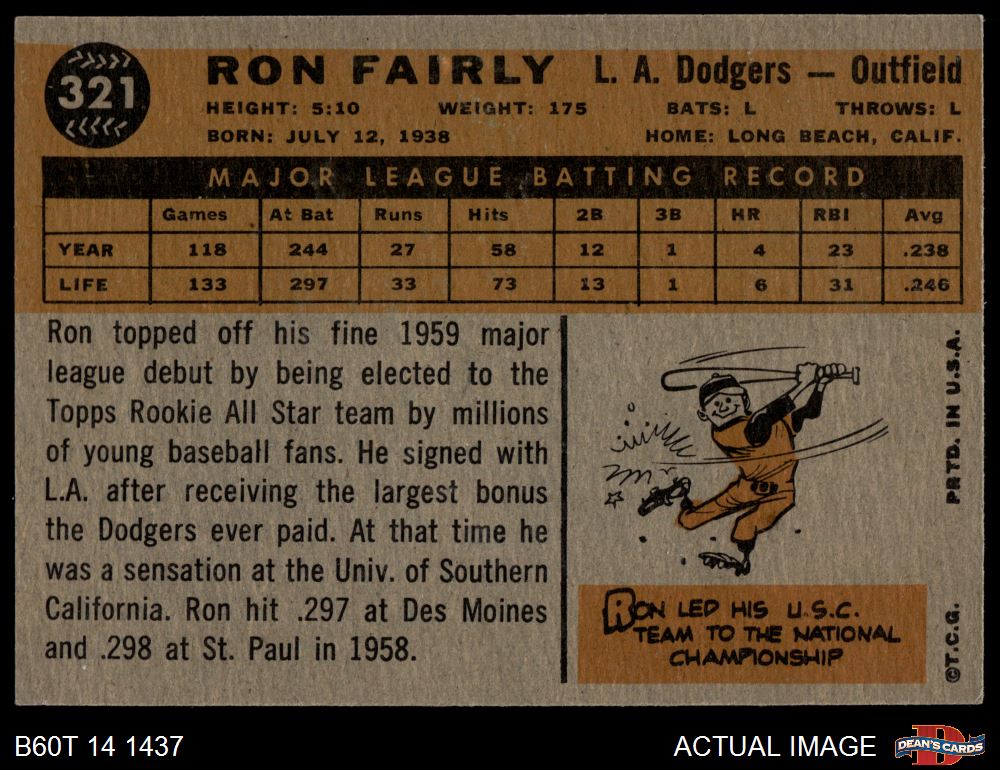 321
RON FAIRLY L. A. Dodgers — Outfield
HEIGHT: 5:10 WEIGHT: 175 BATS: L THROWS: L
BORN: JULY 12, 1938 HOME: LONG BEACH, CALIF.
MAJOR LEAGUE BATTING RECORD
Games At Bat Runs Hits 2B 3B HR RBI Avg
YEAR 118 244 27 58 12 1 4 23 .238
LIFE 133 297 33 73 13 1 6 31 .246
Ron topped off his fine 1959 major
league debut by being elected to the
Topps Rookie All Star team by millions
of young baseball fans. He signed with
L.A. after receiving the largest bonus
the Dodgers ever paid. At that time he
was a sensation at the Univ. of Southern
California. Ron hit .297 at Des Moines
and .298 at St. Paul in 1958.
RON LED HIS U.S.C.
TEAM TO THE NATIONAL
CHAMPIONSHIP
©T.C.G. PRTD. IN U.S.A.
B60T 14 1437
ACTUAL IMAGE
D
DEAN'S CARDS